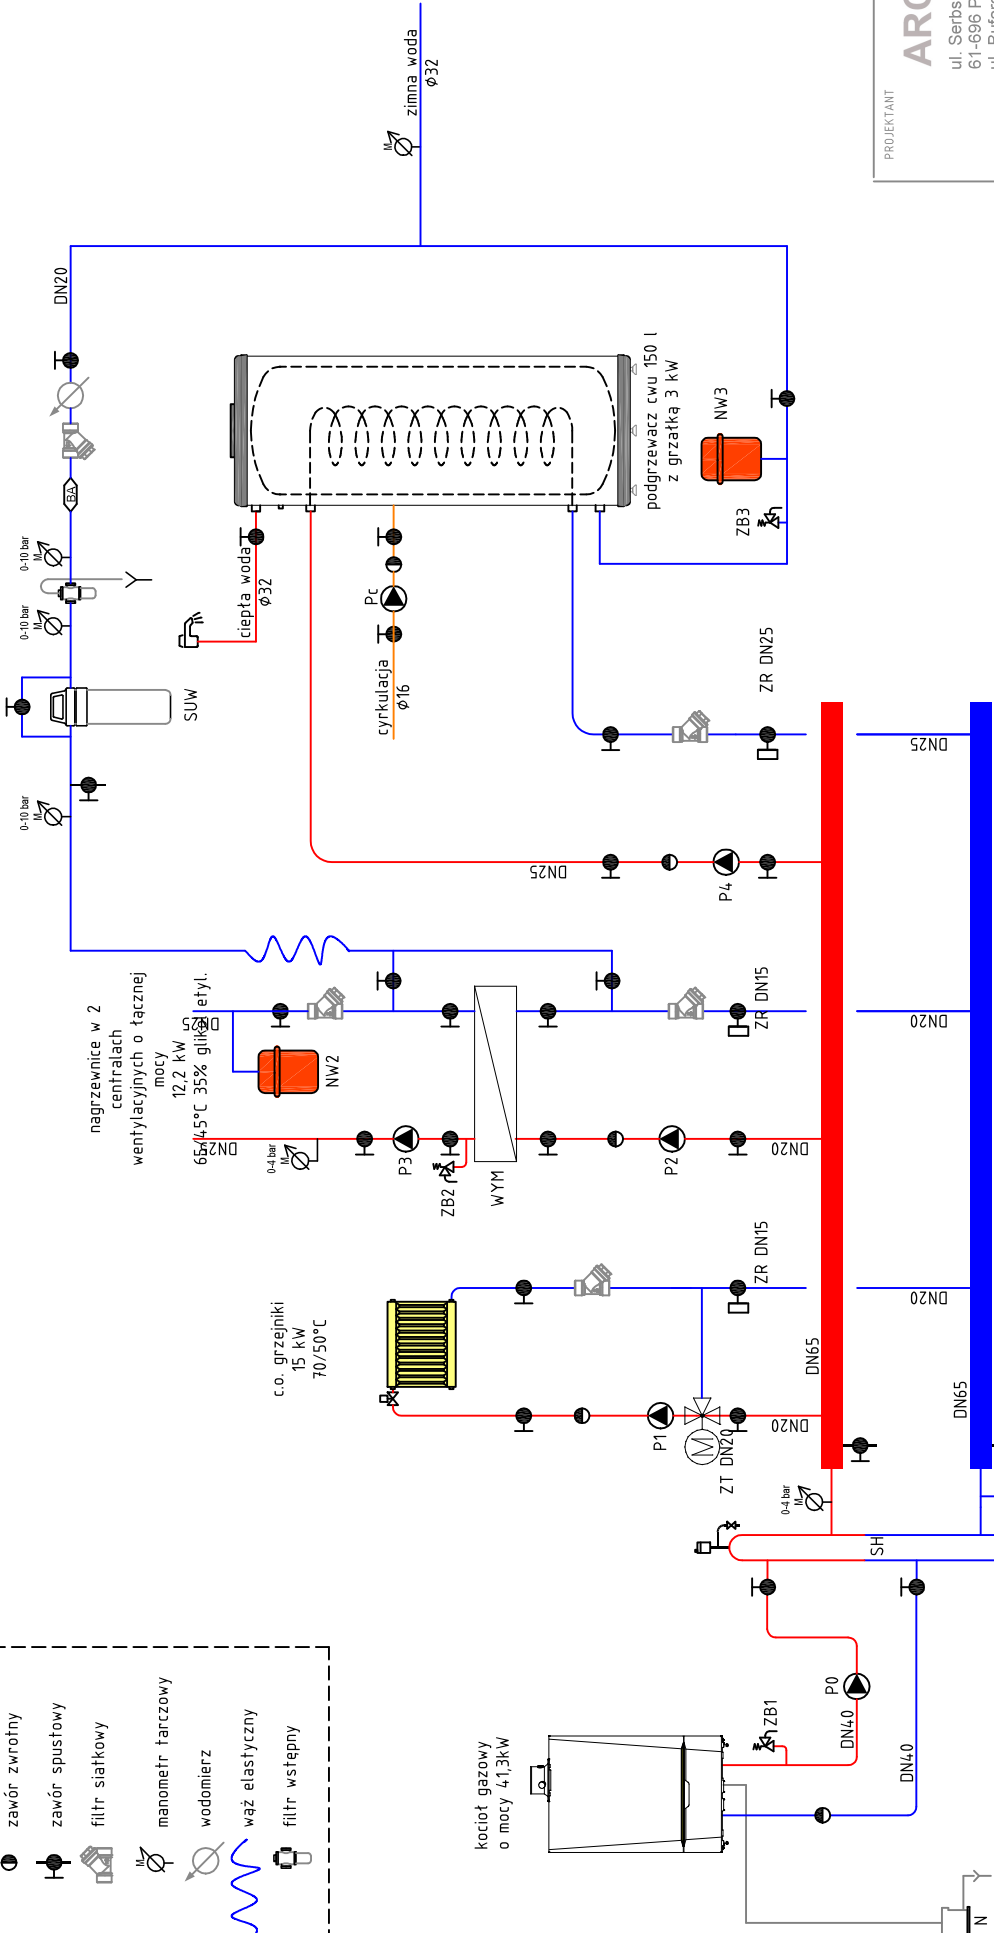 zimna woda
φ32
M
PROJEKTANT
ul. Serbs
DN20
BA
0-10 bar
M
0-10 bar
M
SUW
0-10 bar
M
ciepła woda
φ32
Pc
cyrkulacja
φ16
podgrzewacz cwu 150 l
z grzałką 3 kW
NW3
ZB3
ZR DN25
DN25
DN25
P4
nagrzewnice w 2
centralach
wentylacyjnych o łącznej
mocy
12,2 kW
65/45°C 35% glikol etyl.
DN25
DN25
NW2
0-4 bar
M
P3
ZB2
WYM
P2
ZR DN15
DN20
DN20
c.o. grzejniki
15 kW
70/50°C
P1
M
ZT DN20
ZR DN15
DN20
DN20
DN65
DN65
0-4 bar
M
SH
kocioł gazowy
o mocy 41,3kW
ZB1
P0
DN40
DN40
N
zawór zwrotny
zawór spustowy
filtr siatkowy
M
manometr tarczowy
wodomierz
wąż elastyczny
filtr wstępny